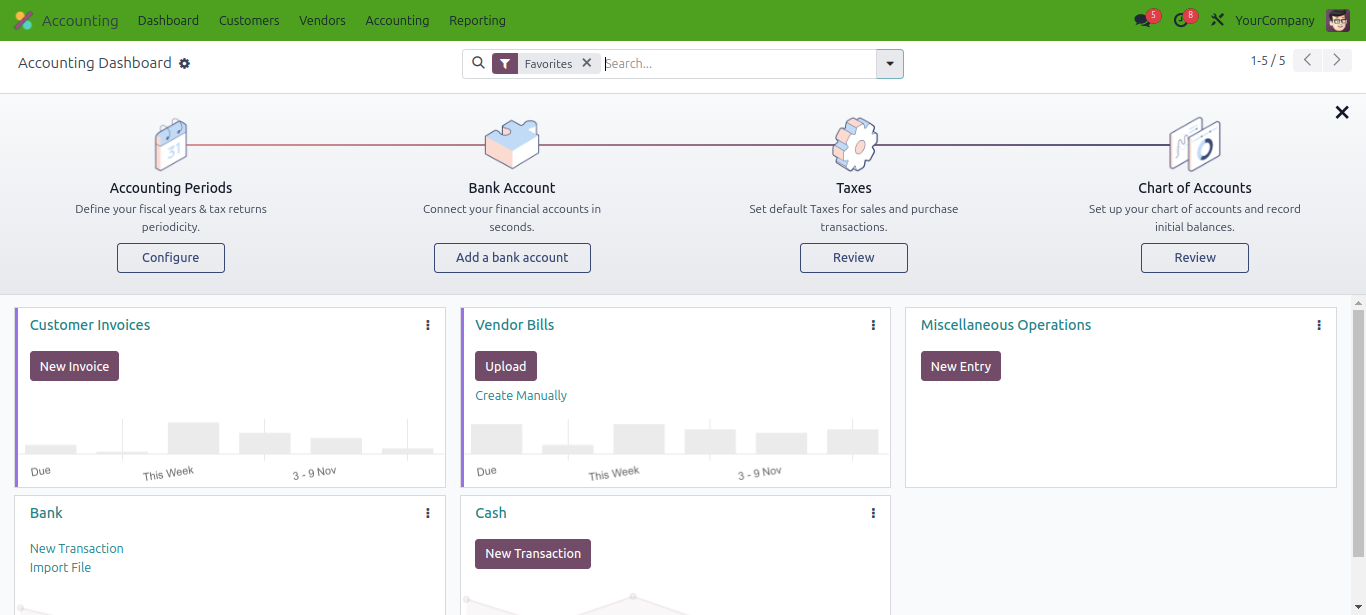 Accounting Dashboard Customers Vendors Accounting Reporting 5 8 YourCompany
Accounting Dashboard Favorites Search... 1-5 / 5
31
Accounting Periods
Define your fiscal years & tax returns
periodicity.
Configure
Bank Account
Connect your financial accounts in
seconds.
Add a bank account
Taxes
Set default Taxes for sales and purchase
transactions.
Review
Chart of Accounts
Set up your chart of accounts and record
initial balances.
Review
Customer Invoices
New Invoice
Due This Week 3 - 9 Nov
Vendor Bills
Upload
Create Manually
Due This Week 3 - 9 Nov
Miscellaneous Operations
New Entry
Bank
New Transaction
Import File
Cash
New Transaction